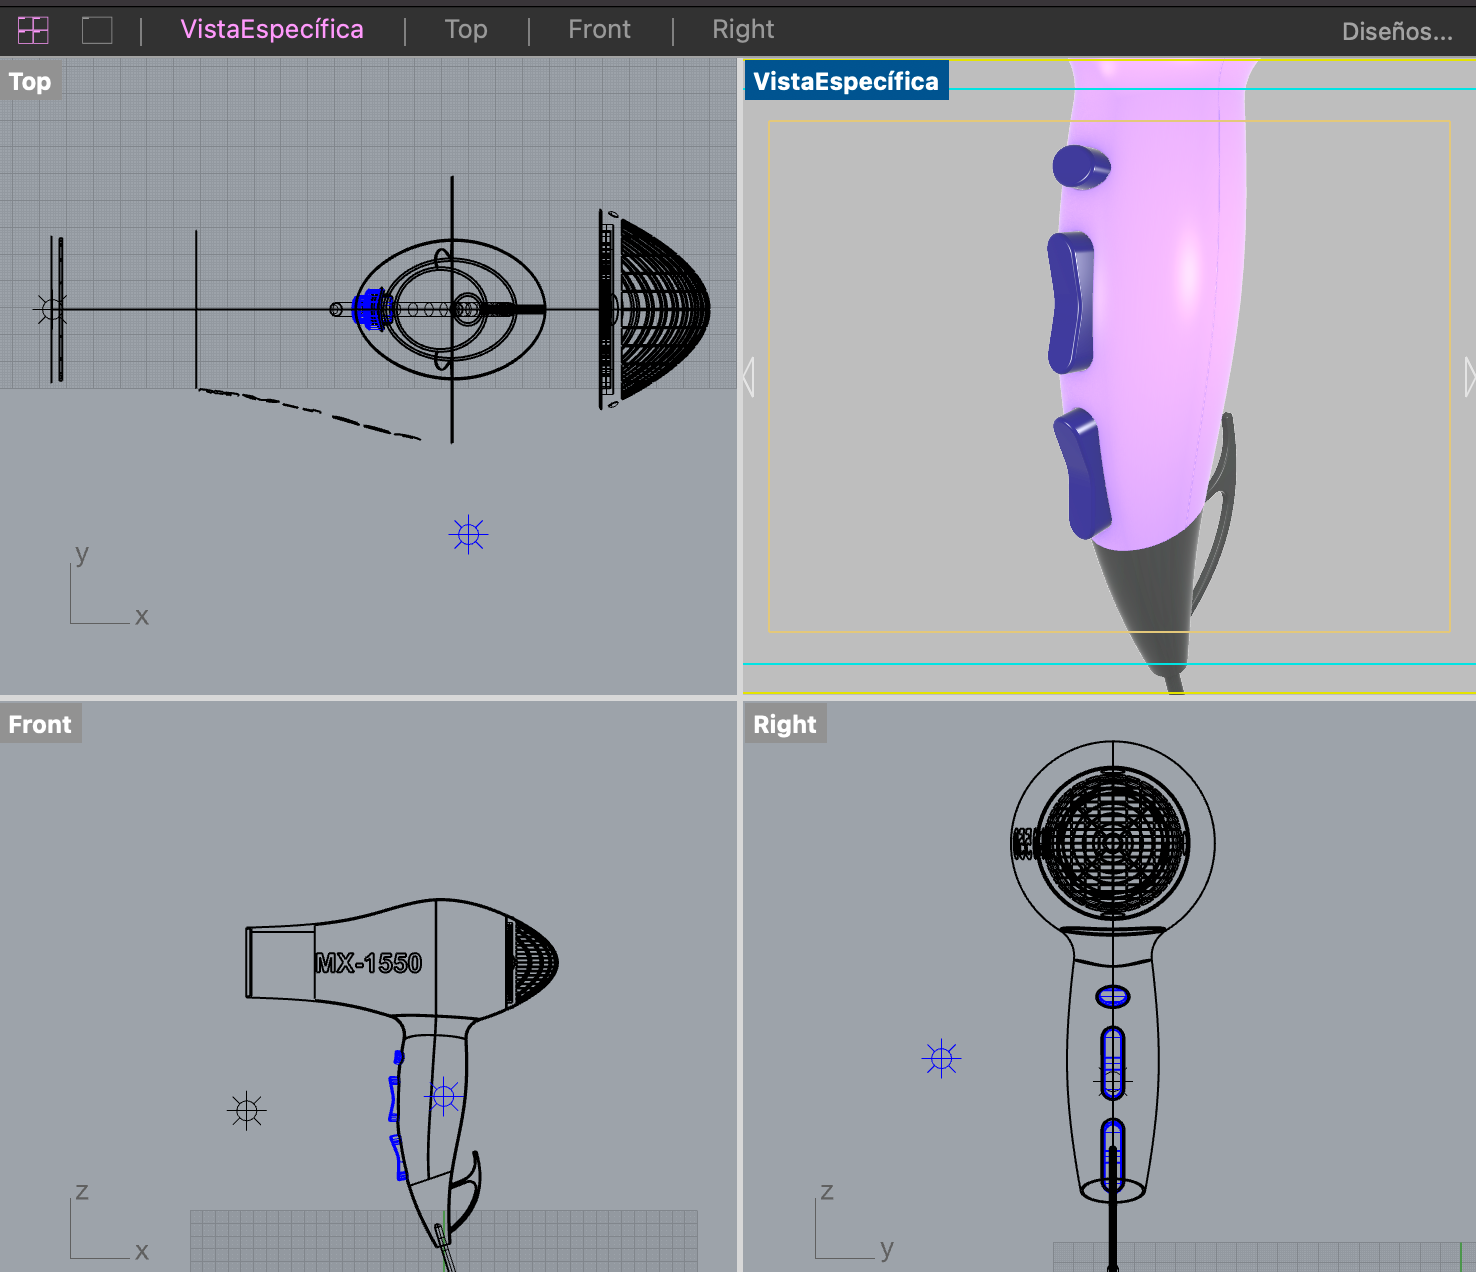 VistaEspecífica Top Front Right Diseños...
Top
VistaEspecífica
y
x
Front
Right
MX-1550
z
x
z
y